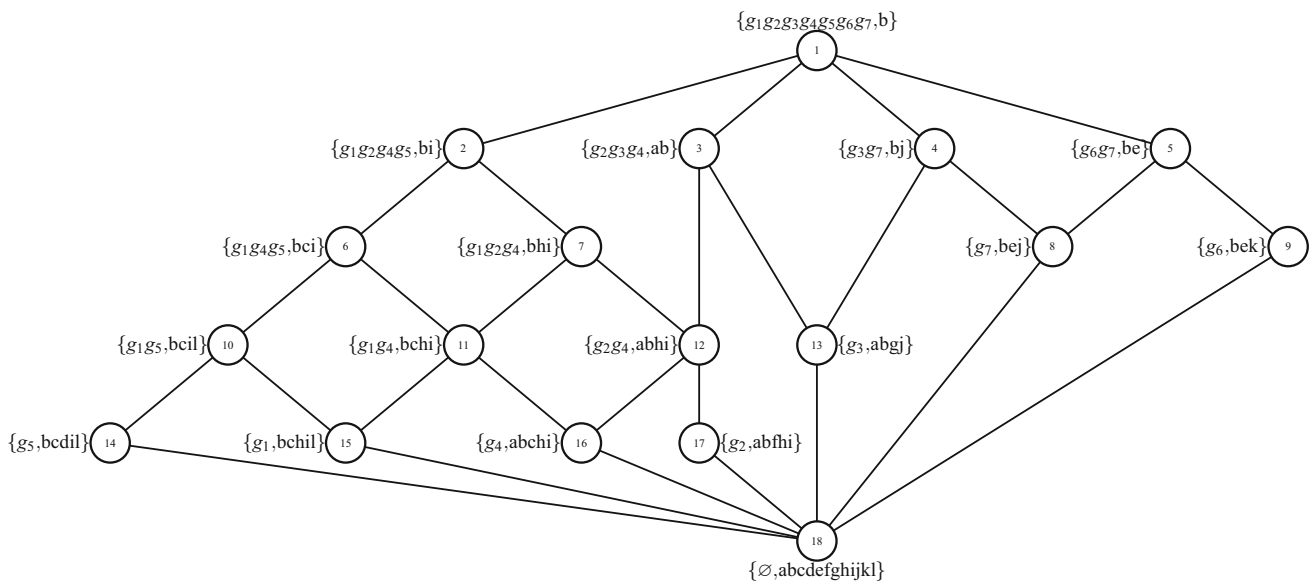 {g₁g₂g₃g₄g₅g₆g₇,b}
1
{g₁g₂g₄g₅,bi} 2 {g₂g₃g₄,ab} 3 {g₃g₇,bj} 4 {g₆g₇,be} 5
{g₁g₄g₅,bci} 6 {g₁g₂g₄,bhi} 7 {g₇,bej} 8 {g₆,bek} 9
{g₁g₅,bcil} 10 {g₁g₄,bchi} 11 {g₂g₄,abhi} 12 13 {g₃,abgj}
{g₅,bcdil} 14 {g₁,bchil} 15 {g₄,abchi} 16 17 {g₂,abfhi}
18
{∅,abcdefghijkl}